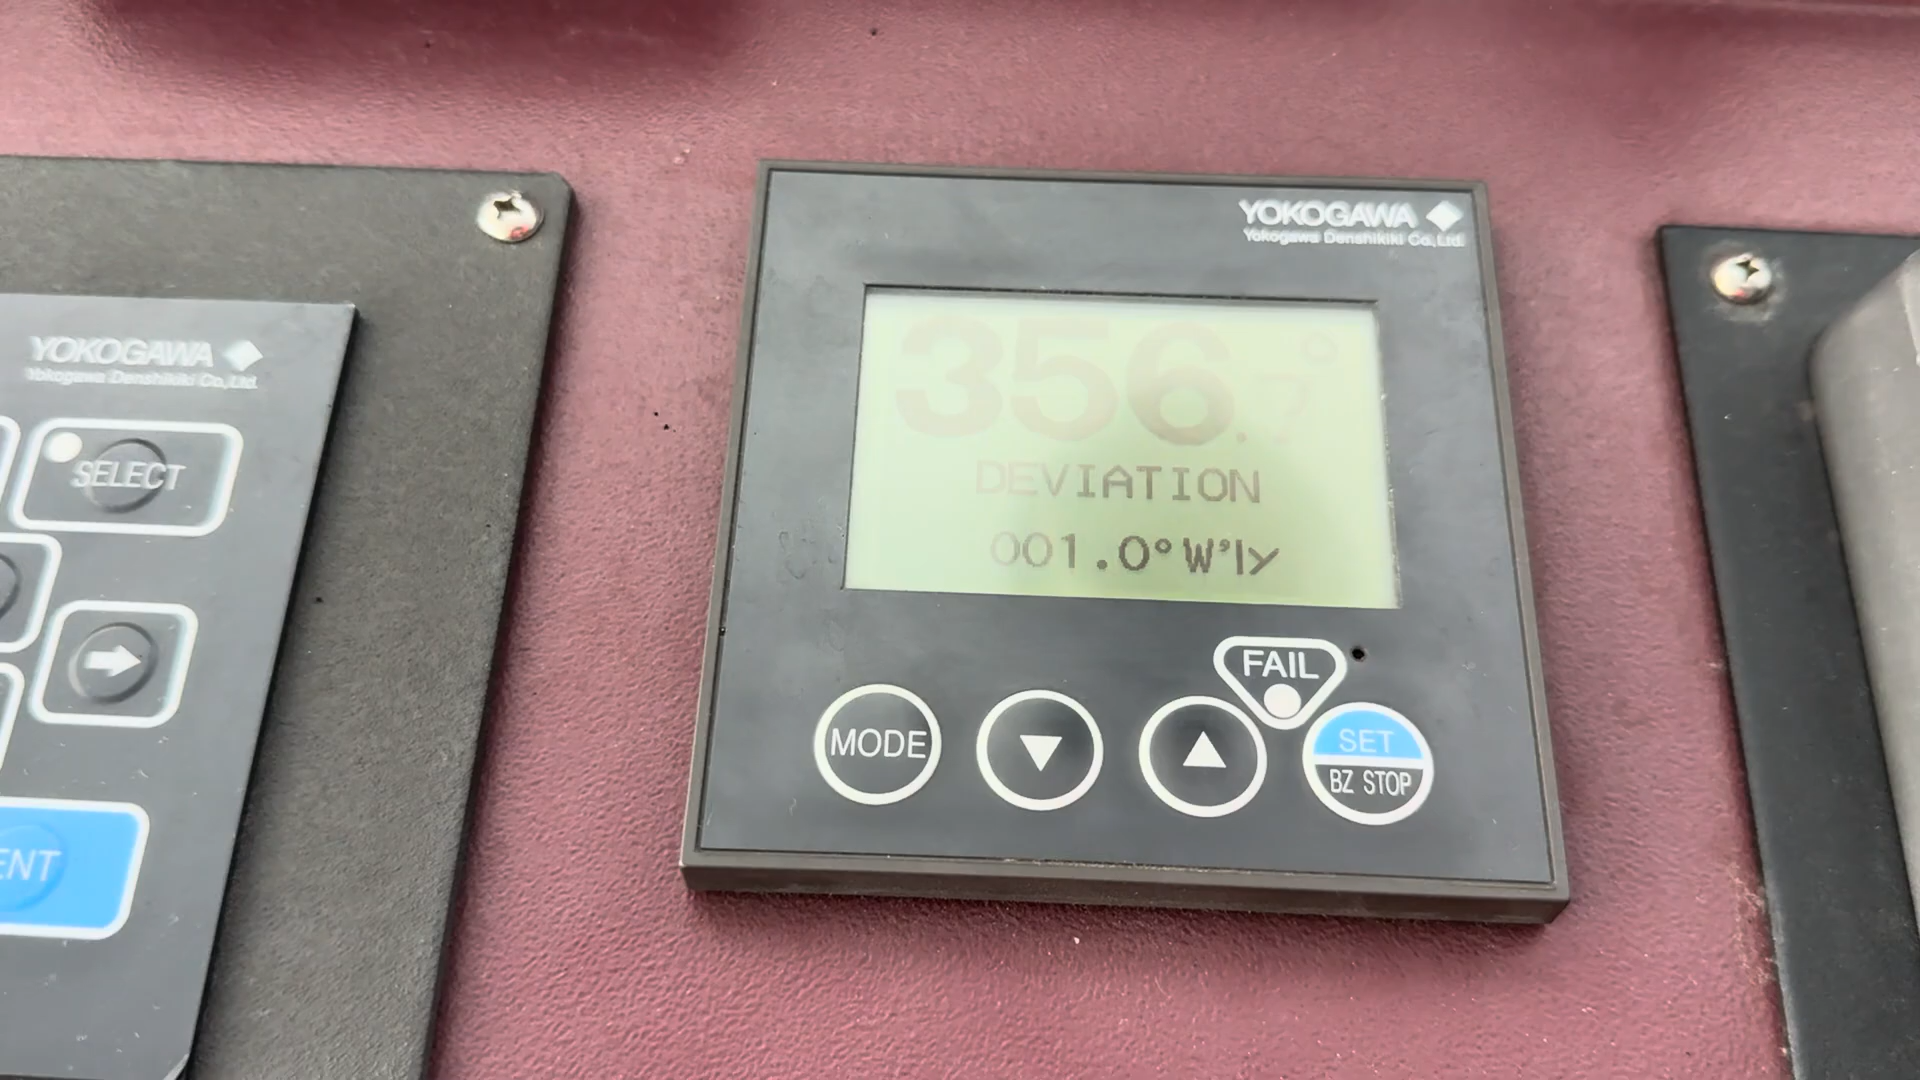 YOKOGAWA
Yokogawa Denshikiki Co., Ltd.
SELECT
ENT
YOKOGAWA
Yokogawa Denshikiki Co., Ltd.
356.7°
DEVIATION
001.0° W'ly
FAIL
MODE
SET
BZ STOP